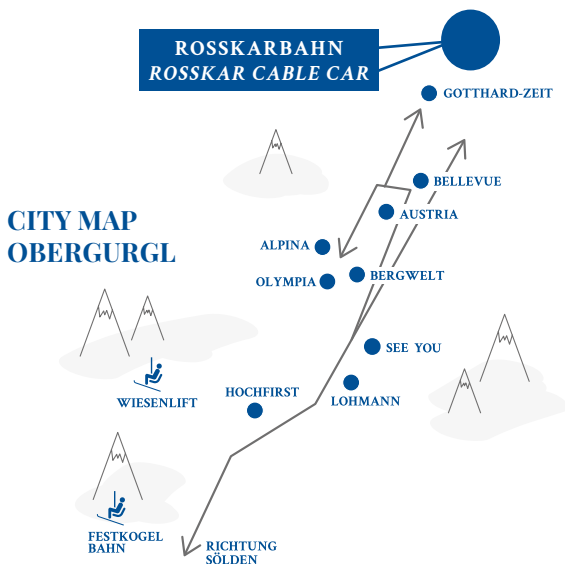 ROSSKARBAHN
ROSSKAR CABLE CAR
GOTTHARD-ZEIT
BELLEVUE
AUSTRIA
CITY MAP
OBERGURGL
ALPINA
OLYMPIA
BERGWELT
SEE YOU
HOCHFIRST
LOHMANN
WIESENLIFT
FESTKOGEL
BAHN
RICHTUNG
SÖLDEN